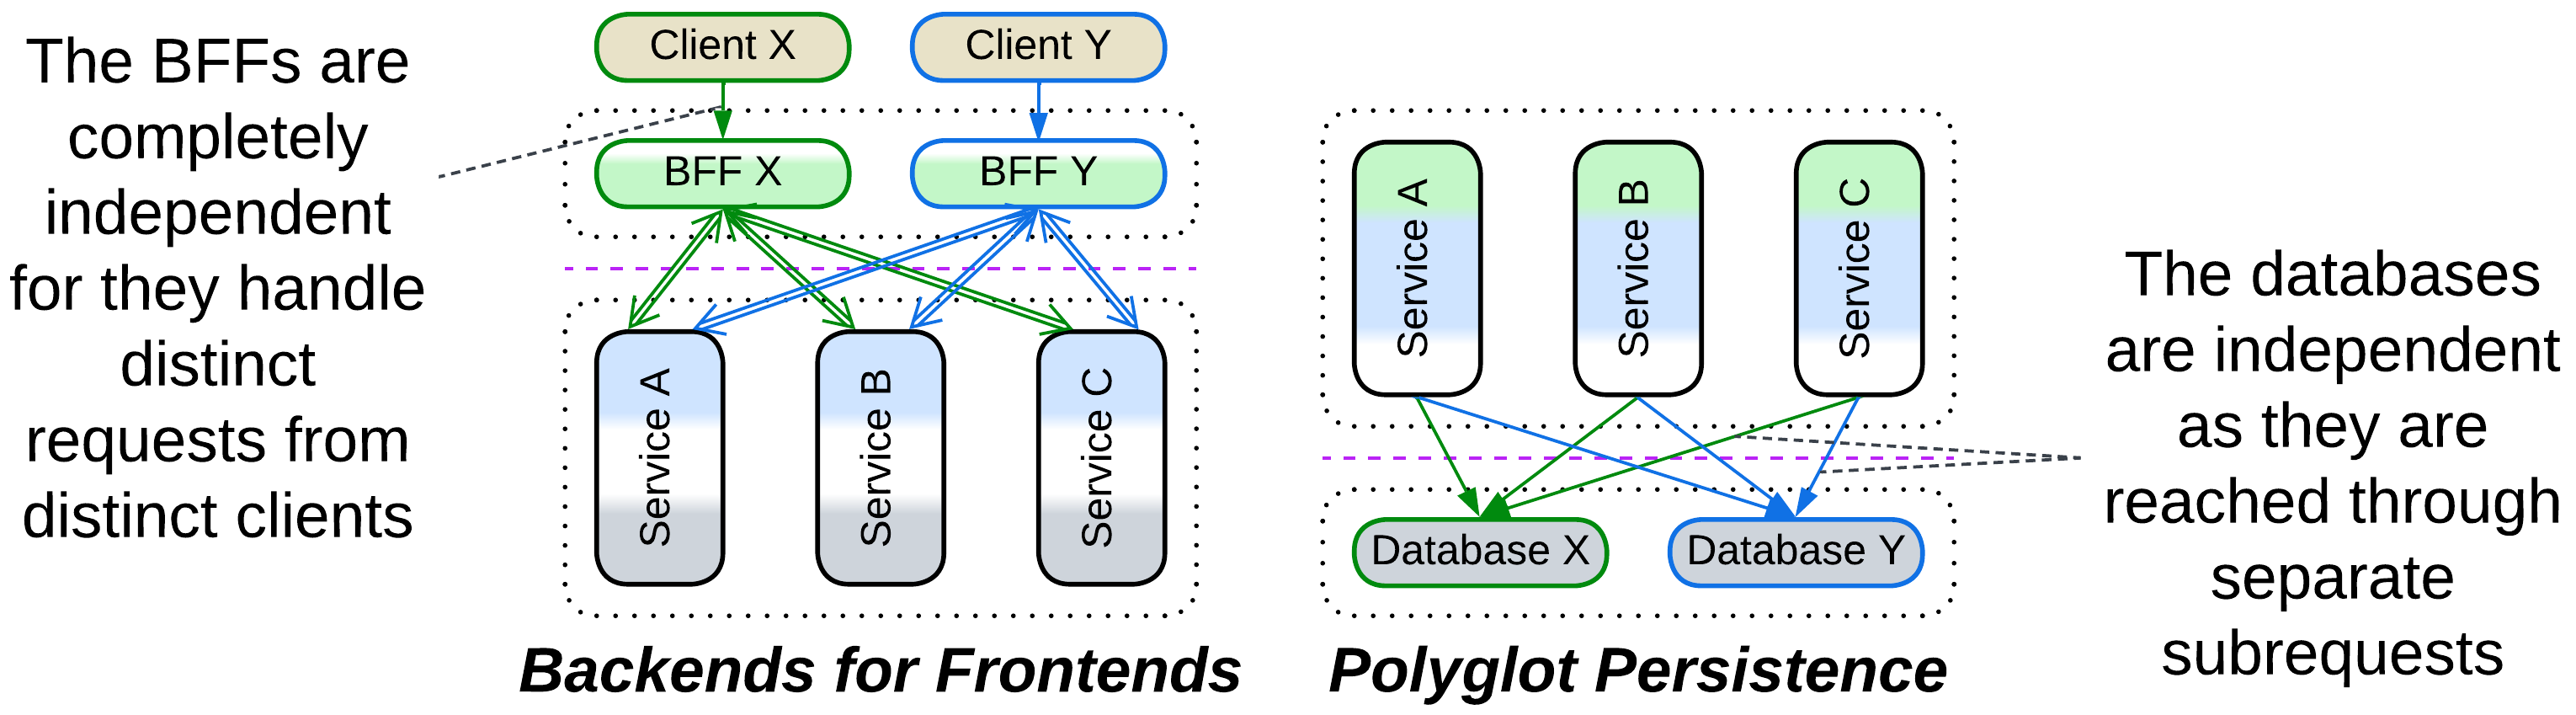 The BFFs are
completely
independent
for they handle
distinct
requests from
distinct clients
Client X
Client Y
BFF X
BFF Y
Service A
Service B
Service C
Backends for Frontends
Service A
Service B
Service C
Database X
Database Y
Polyglot Persistence
The databases
are independent
as they are
reached through
separate
subrequests